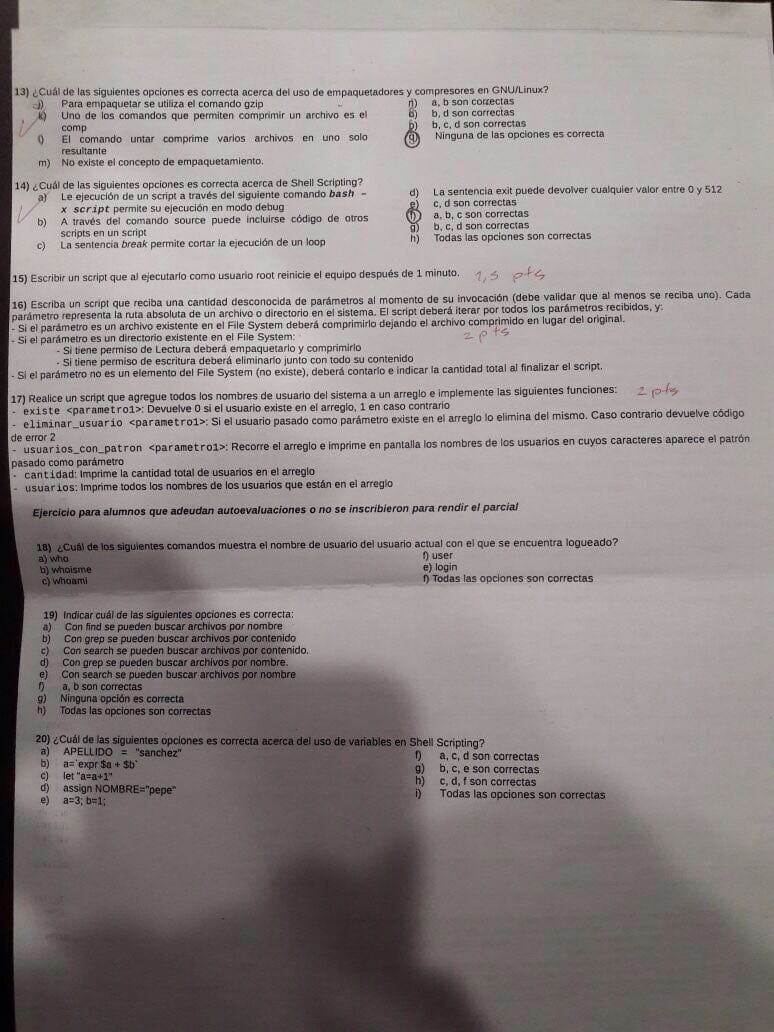 13) ¿Cuál de las siguientes opciones es correcta acerca del uso de empaquetadores y compresores en GNU/Linux?
j) Para empaquetar se utiliza el comando gzip
k) Uno de los comandos que permiten comprimir un archivo es el
comp
l) El comando untar comprime varios archivos en uno solo
resultante
m) No existe el concepto de empaquetamiento.
n) a, b son correctas
o) b, d son correctas
p) b, c, d son correctas
q) Ninguna de las opciones es correcta
14) ¿Cuál de las siguientes opciones es correcta acerca de Shell Scripting?
a) Le ejecución de un script a través del siguiente comando bash -
x script permite su ejecución en modo debug
b) A través del comando source puede incluirse código de otros
scripts en un script
c) La sentencia break permite cortar la ejecución de un loop
d) La sentencia exit puede devolver cualquier valor entre 0 y 512
e) c, d son correctas
f) a, b, c son correctas
g) b, c, d son correctas
h) Todas las opciones son correctas
15) Escribir un script que al ejecutarlo como usuario root reinicie el equipo después de 1 minuto. 1,5 pts
16) Escriba un script que reciba una cantidad desconocida de parámetros al momento de su invocación (debe validar que al menos se reciba uno). Cada
parámetro representa la ruta absoluta de un archivo o directorio en el sistema. El script deberá iterar por todos los parámetros recibidos, y:
- Si el parámetro es un archivo existente en el File System deberá comprimirlo dejando el archivo comprimido en lugar del original.
- Si el parámetro es un directorio existente en el File System: 2 pts
- Si tiene permiso de Lectura deberá empaquetarlo y comprimirlo
- Si tiene permiso de escritura deberá eliminarlo junto con todo su contenido
- Si el parámetro no es un elemento del File System (no existe), deberá contarlo e indicar la cantidad total al finalizar el script.
17) Realice un script que agregue todos los nombres de usuario del sistema a un arreglo e implemente las siguientes funciones: 2 pts
- existe <parametro1>: Devuelve 0 si el usuario existe en el arreglo, 1 en caso contrario
- eliminar_usuario <parametro1>: Si el usuario pasado como parámetro existe en el arreglo lo elimina del mismo. Caso contrario devuelve código
de error 2
- usuarios_con_patron <parametro1>: Recorre el arreglo e imprime en pantalla los nombres de los usuarios en cuyos caracteres aparece el patrón
pasado como parámetro
- cantidad: Imprime la cantidad total de usuarios en el arreglo
- usuarios: Imprime todos los nombres de los usuarios que están en el arreglo
Ejercicio para alumnos que adeudan autoevaluaciones o no se inscribieron para rendir el parcial
18) ¿Cuál de los siguientes comandos muestra el nombre de usuario del usuario actual con el que se encuentra logueado?
a) who
b) whoisme
c) whoami
f) user
e) login
f) Todas las opciones son correctas
19) Indicar cuál de las siguientes opciones es correcta:
a) Con find se pueden buscar archivos por nombre
b) Con grep se pueden buscar archivos por contenido
c) Con search se pueden buscar archivos por contenido.
d) Con grep se pueden buscar archivos por nombre.
e) Con search se pueden buscar archivos por nombre
f) a, b son correctas
g) Ninguna opción es correcta
h) Todas las opciones son correctas
20) ¿Cuál de las siguientes opciones es correcta acerca del uso de variables en Shell Scripting?
a) APELLIDO = "sanchez"
b) a=`expr $a + $b`
c) let "a=a+1"
d) assign NOMBRE="pepe"
e) a=3; b=1;
f) a, c, d son correctas
g) b, c, e son correctas
h) c, d, f son correctas
i) Todas las opciones son correctas